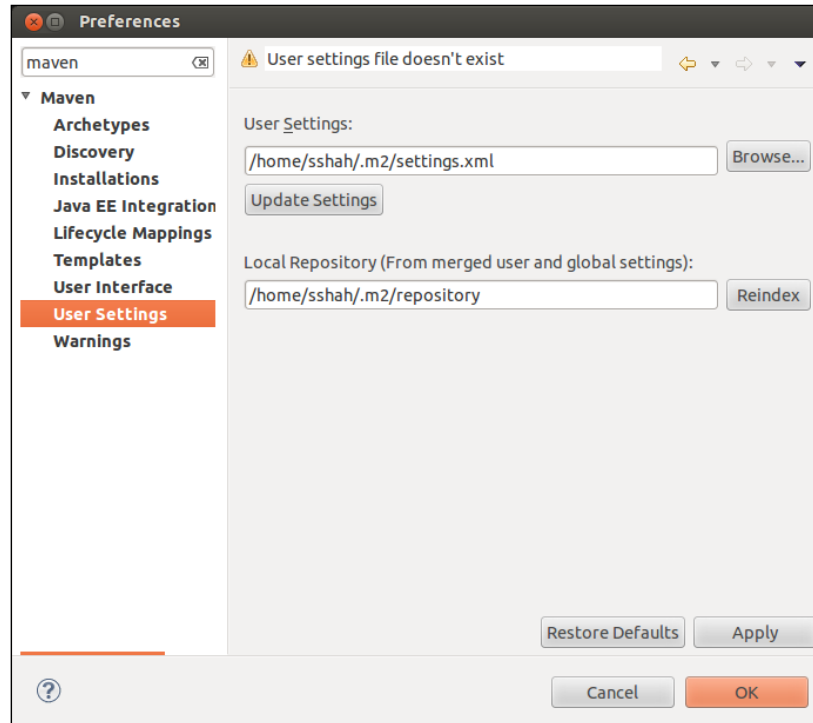 Preferences
maven
Maven
Archetypes
Discovery
Installations
Java EE Integration
Lifecycle Mappings
Templates
User Interface
User Settings
Warnings
User settings file doesn't exist
User Settings:
/home/sshah/.m2/settings.xml
Browse...
Update Settings
Local Repository (From merged user and global settings):
/home/sshah/.m2/repository
Reindex
Restore Defaults
Apply
?
Cancel
OK